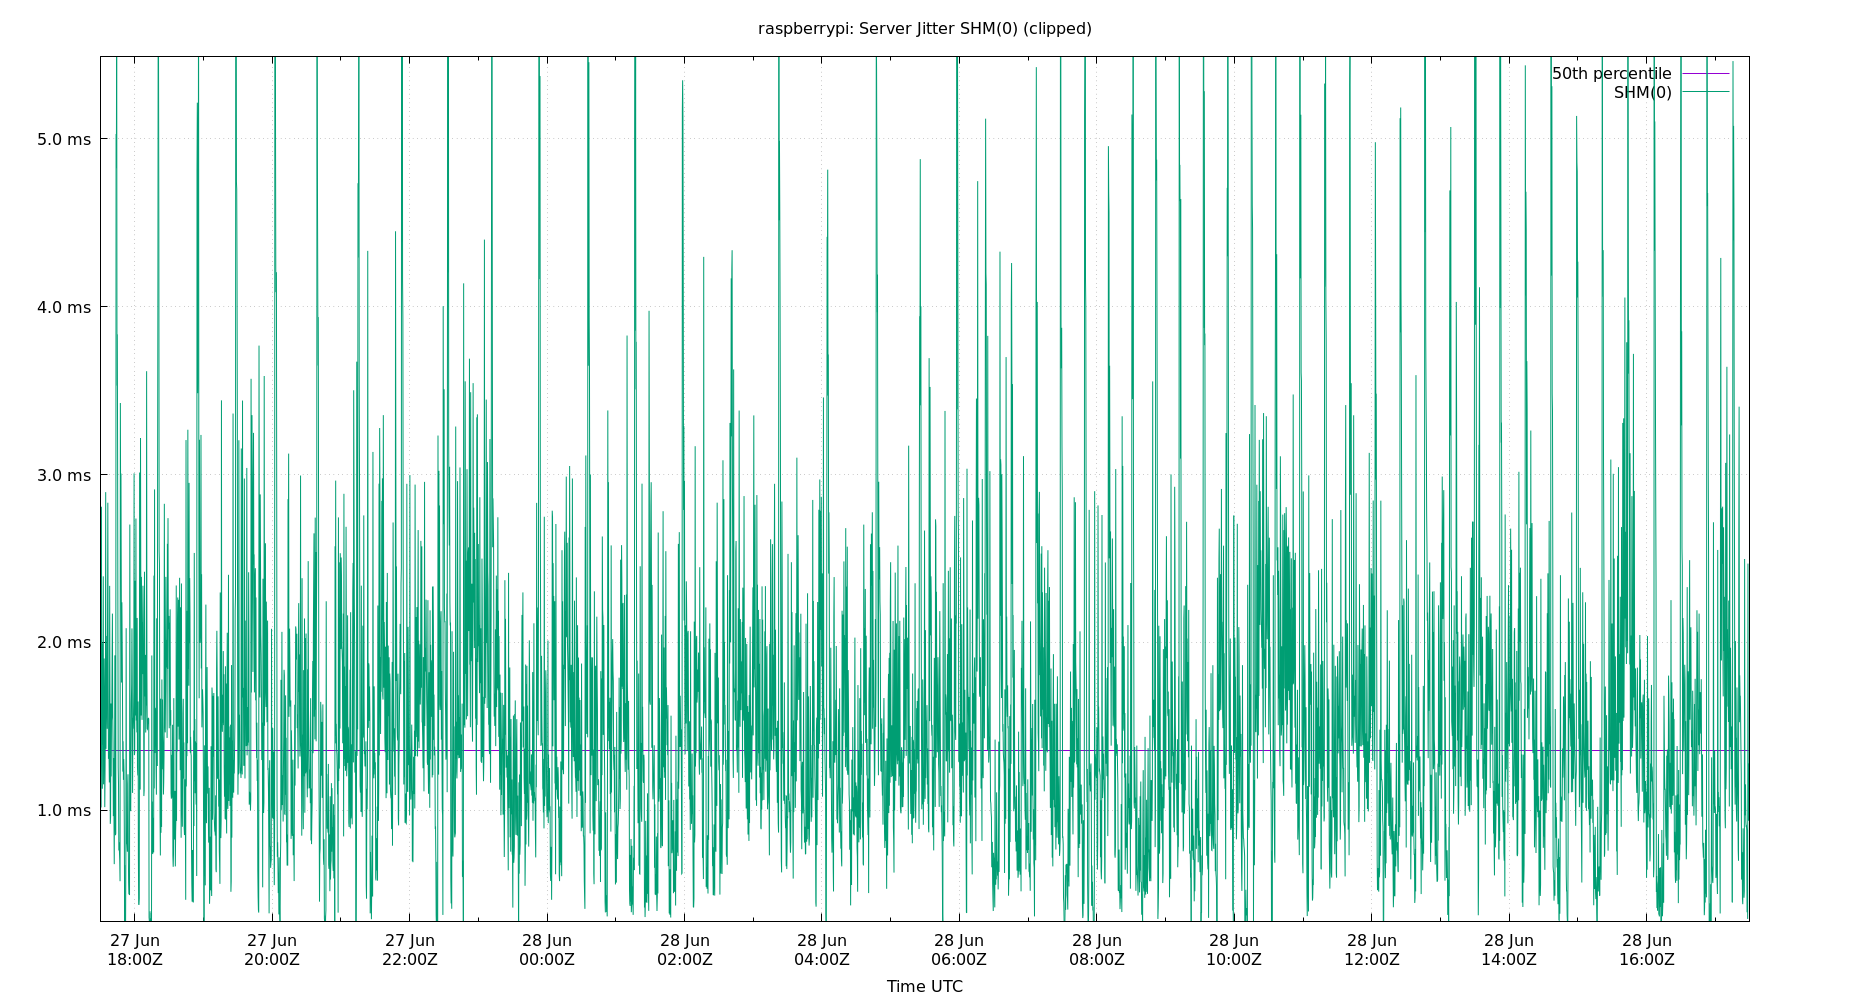 raspberrypi: Server Jitter SHM(0) (clipped)
50th percentile
SHM(0)
5.0 ms
4.0 ms
3.0 ms
2.0 ms
1.0 ms
27 Jun 27 Jun 27 Jun 28 Jun 28 Jun 28 Jun 28 Jun 28 Jun 28 Jun 28 Jun 28 Jun 28 Jun
18:00Z 20:00Z 22:00Z 00:00Z 02:00Z 04:00Z 06:00Z 08:00Z 10:00Z 12:00Z 14:00Z 16:00Z
Time UTC